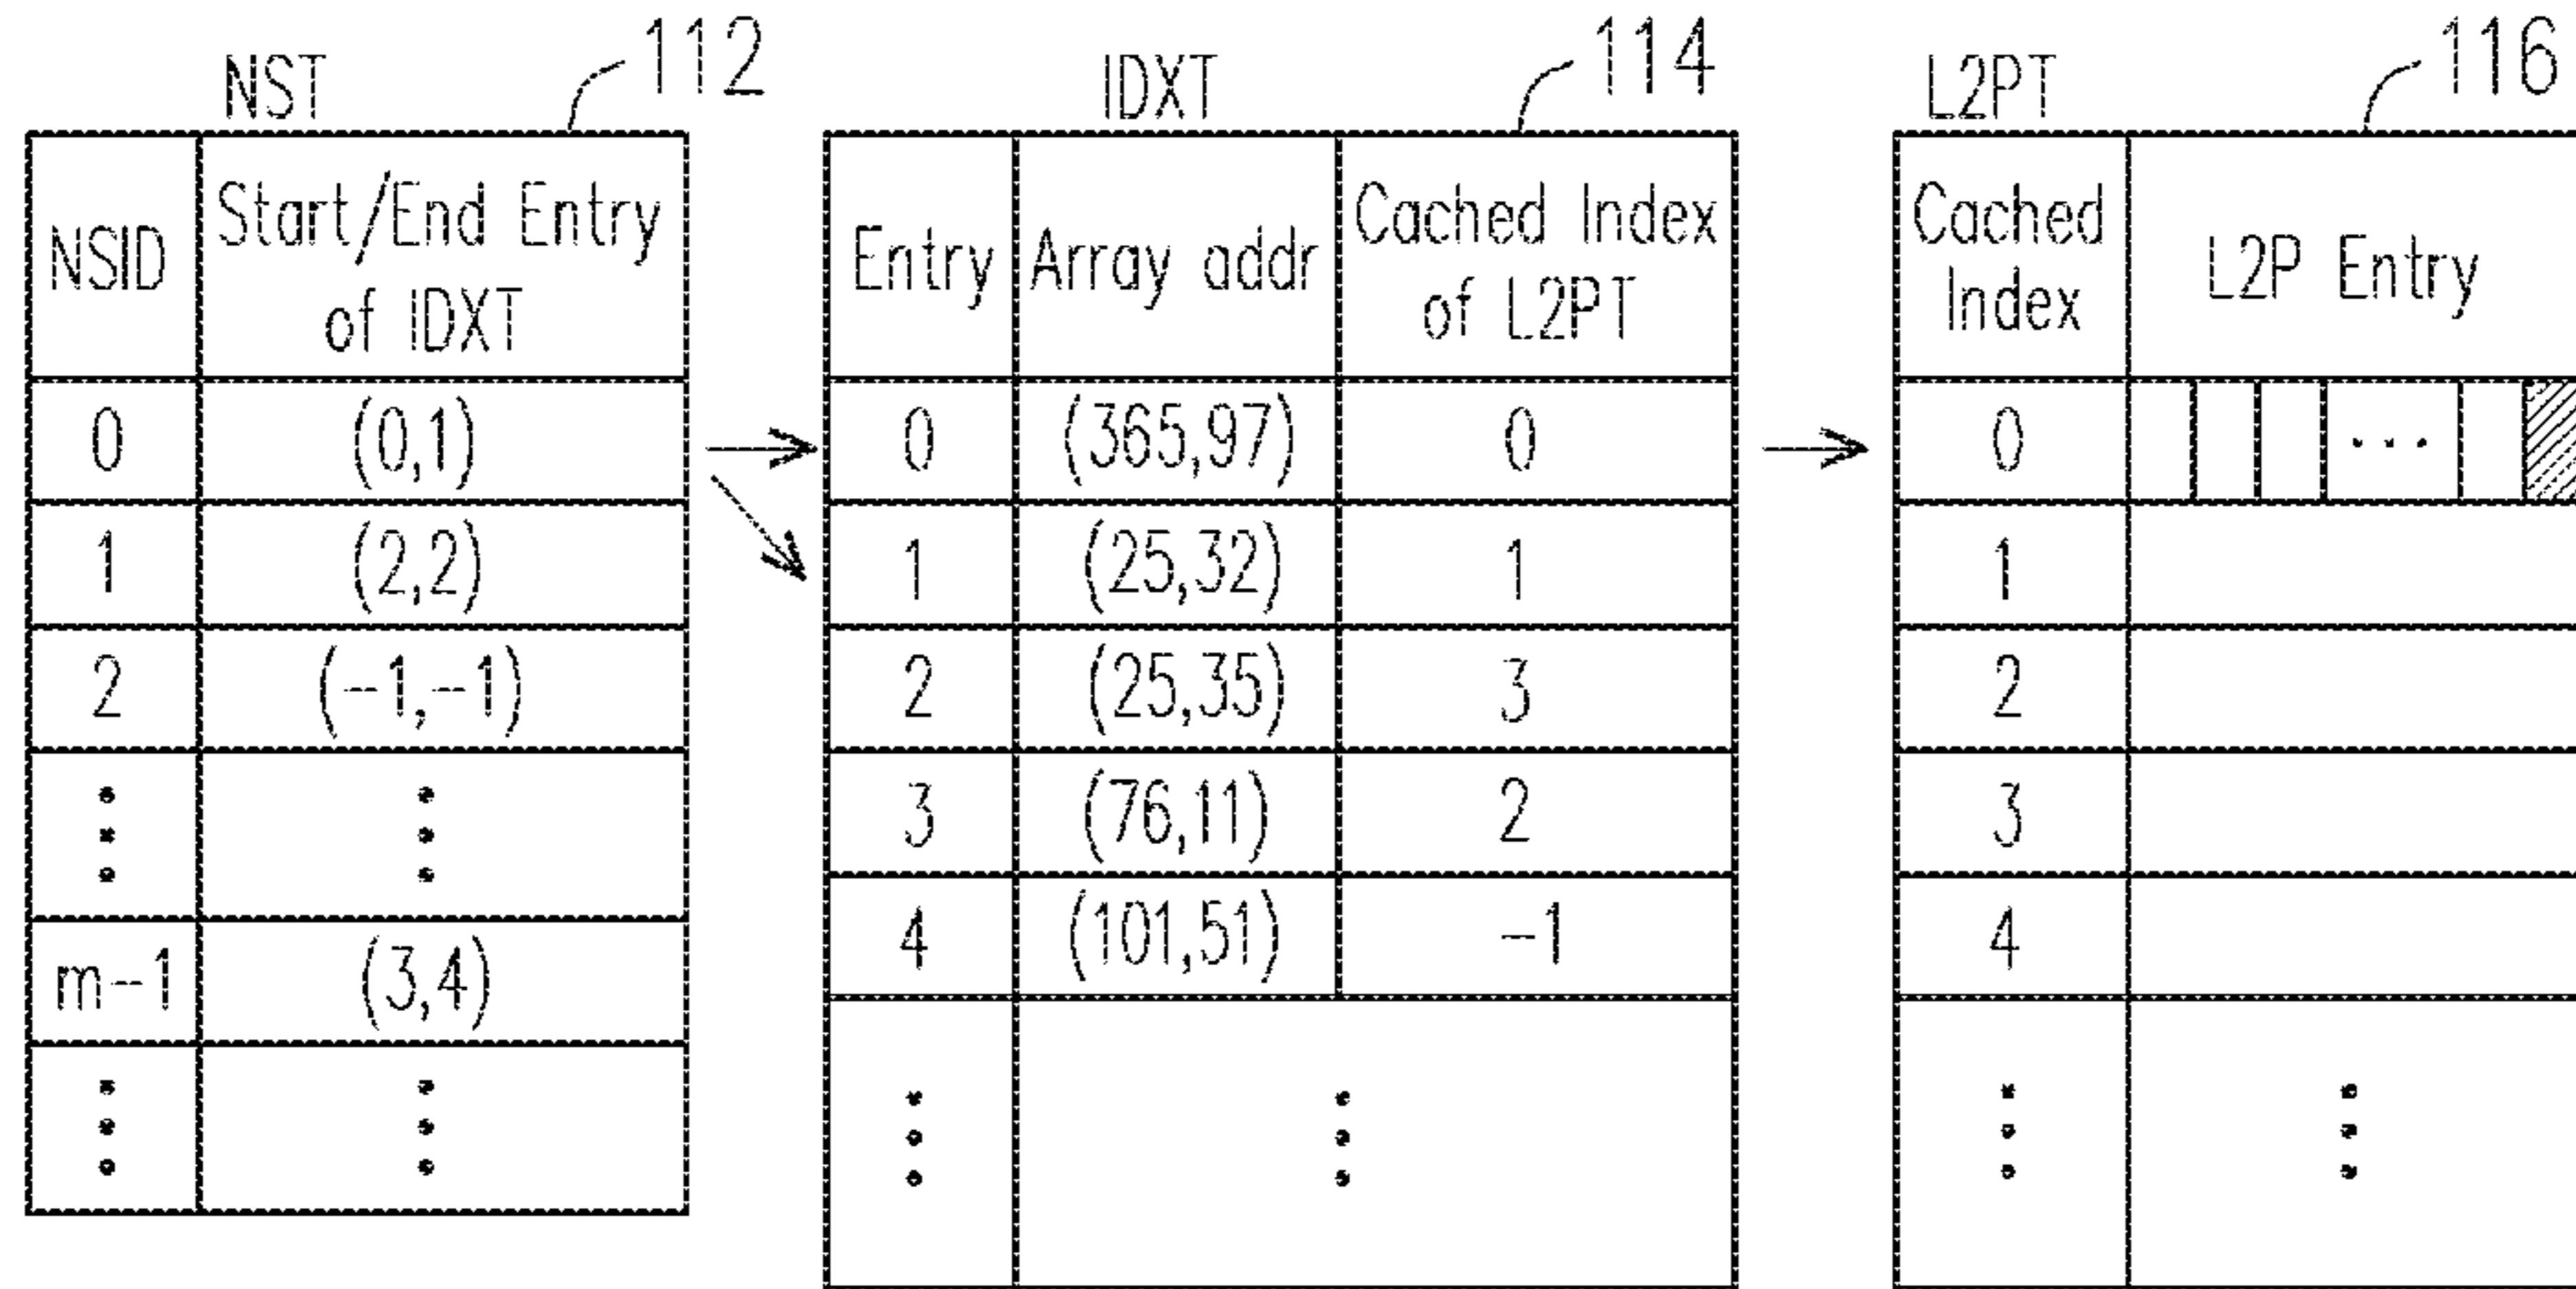 NST 112
NSID Start/End Entry of IDXT
0 (0,1)
1 (2,2)
2 (-1,-1)
m-1 (3,4)
IDXT 114
Entry Array addr Cached Index of L2PT
0 (365,97) 0
1 (25,32) 1
2 (25,35) 3
3 (76,11) 2
4 (101,51) -1
L2PT 116
Cached Index L2P Entry
0 ...
1
2
3
4